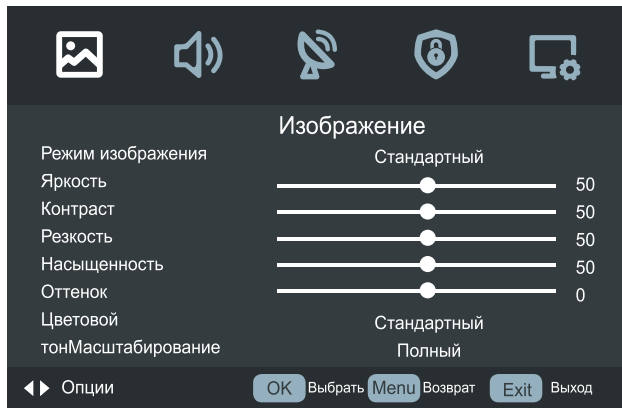 Изображение
Режим изображения Стандартный
Яркость 50
Контраст 50
Резкость 50
Насыщенность 50
Оттенок 0
Цветовой Стандартный
тонМасштабирование Полный
Опции OK Выбрать Menu Возврат Exit Выход